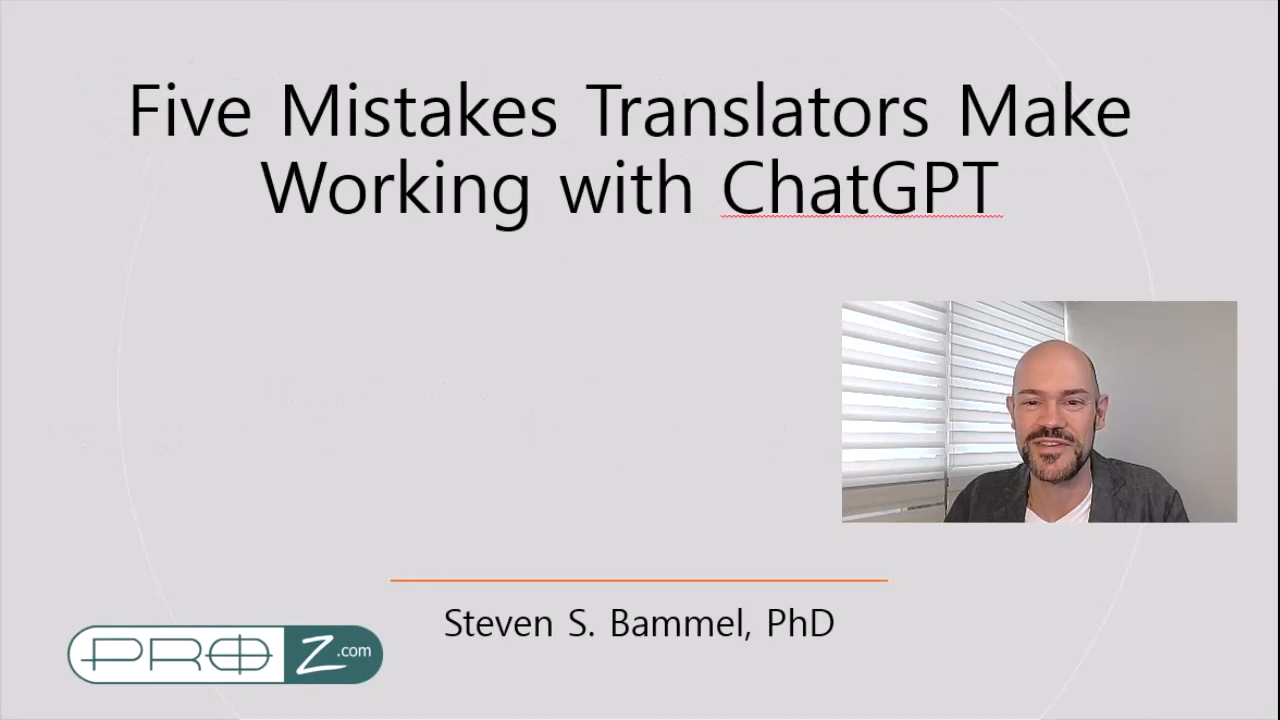 Five Mistakes Translators Make
Working with ChatGPT
Steven S. Bammel, PhD
PROZ.com